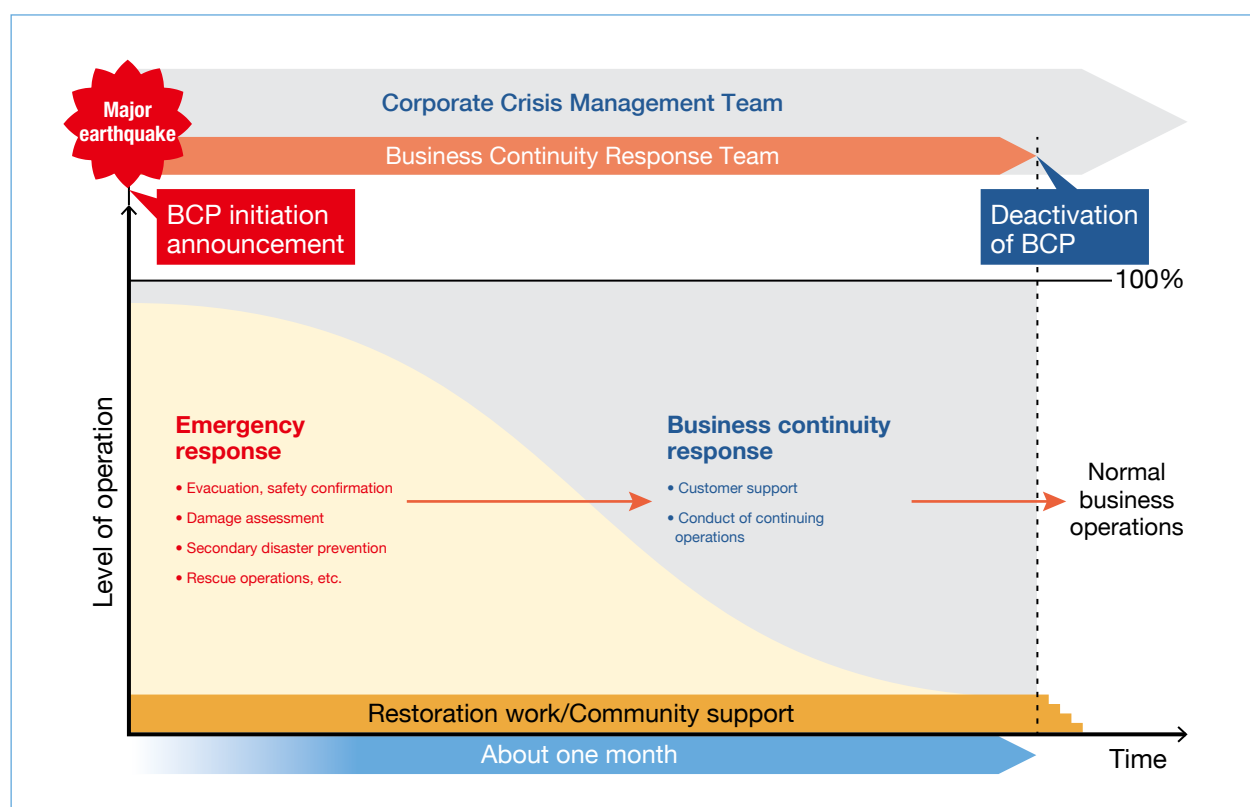 Major
earthquake
Corporate Crisis Management Team
Business Continuity Response Team
BCP initiation
announcement
Deactivation
of BCP
100%
Level of operation
Emergency
response
• Evacuation, safety confirmation
• Damage assessment
• Secondary disaster prevention
• Rescue operations, etc.
Business continuity
response
• Customer support
• Conduct of continuing
operations
Normal
business
operations
Restoration work/Community support
About one month
Time